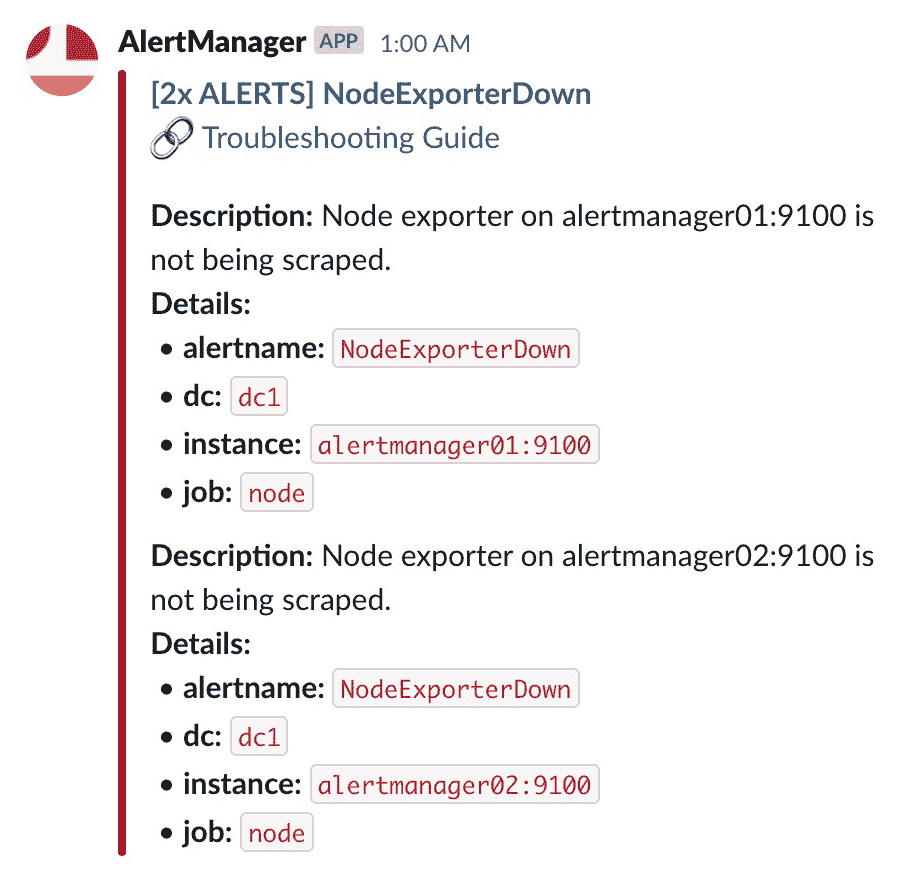 AlertManager APP 1:00 AM
[2x ALERTS] NodeExporterDown
Troubleshooting Guide
Description: Node exporter on alertmanager01:9100 is
not being scraped.
Details:
• alertname: NodeExporterDown
• dc: dc1
• instance: alertmanager01:9100
• job: node
Description: Node exporter on alertmanager02:9100 is
not being scraped.
Details:
• alertname: NodeExporterDown
• dc: dc1
• instance: alertmanager02:9100
• job: node